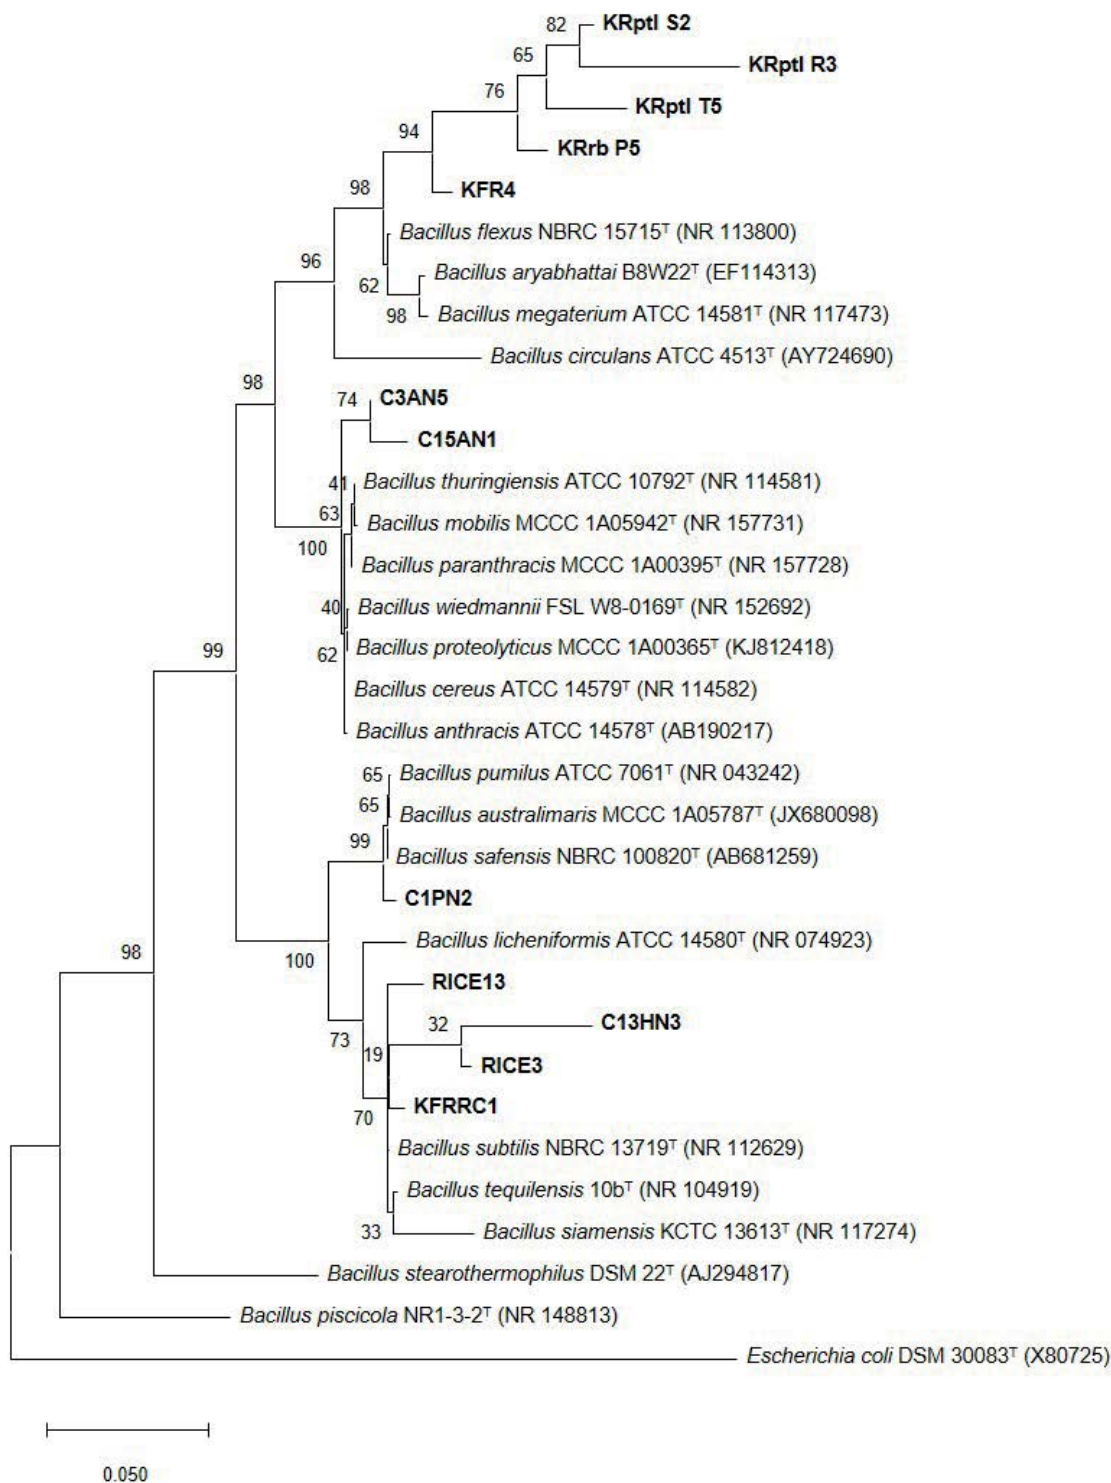 82
KRptI S2
65
KRptI R3
76
KRptI T5
94
KRrb P5
98
KFR4
Bacillus flexus NBRC 15715ᵀ (NR 113800)
96
Bacillus aryabhattai B8W22ᵀ (EF114313)
62
98
Bacillus megaterium ATCC 14581ᵀ (NR 117473)
Bacillus circulans ATCC 4513ᵀ (AY724690)
98
74
C3AN5
C15AN1
41
Bacillus thuringiensis ATCC 10792ᵀ (NR 114581)
63
Bacillus mobilis MCCC 1A05942ᵀ (NR 157731)
100
Bacillus paranthracis MCCC 1A00395ᵀ (NR 157728)
40
Bacillus wiedmannii FSL W8-0169ᵀ (NR 152692)
99
62
Bacillus proteolyticus MCCC 1A00365ᵀ (KJ812418)
Bacillus cereus ATCC 14579ᵀ (NR 114582)
Bacillus anthracis ATCC 14578ᵀ (AB190217)
65
Bacillus pumilus ATCC 7061ᵀ (NR 043242)
65
Bacillus australimaris MCCC 1A05787ᵀ (JX680098)
99
Bacillus safensis NBRC 100820ᵀ (AB681259)
C1PN2
98
100
Bacillus licheniformis ATCC 14580ᵀ (NR 074923)
RICE13
73
19
32
C13HN3
RICE3
70
KFRRC1
Bacillus subtilis NBRC 13719ᵀ (NR 112629)
Bacillus tequilensis 10bᵀ (NR 104919)
33
Bacillus siamensis KCTC 13613ᵀ (NR 117274)
Bacillus stearothermophilus DSM 22ᵀ (AJ294817)
Bacillus piscicola NR1-3-2ᵀ (NR 148813)
Escherichia coli DSM 30083ᵀ (X80725)
0.050